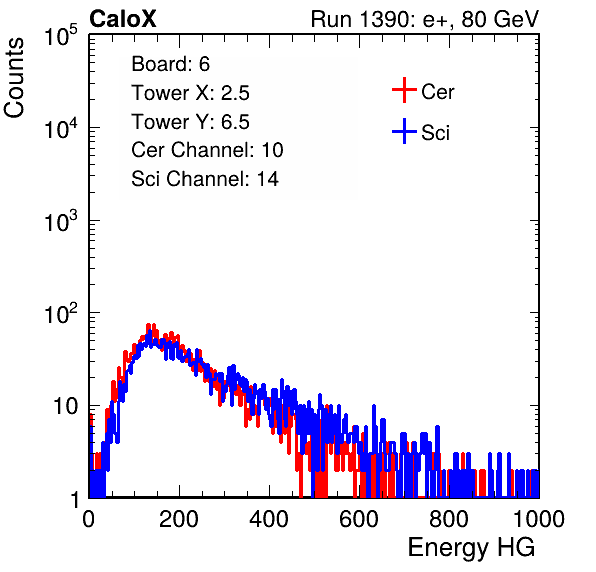 CaloX Run 1390: e+, 80 GeV
Counts
Board: 6
Tower X: 2.5
Tower Y: 6.5
Cer Channel: 10
Sci Channel: 14
Cer
Sci
10^5
10^4
10^3
10^2
10
1
0 200 400 600 800 1000
Energy HG